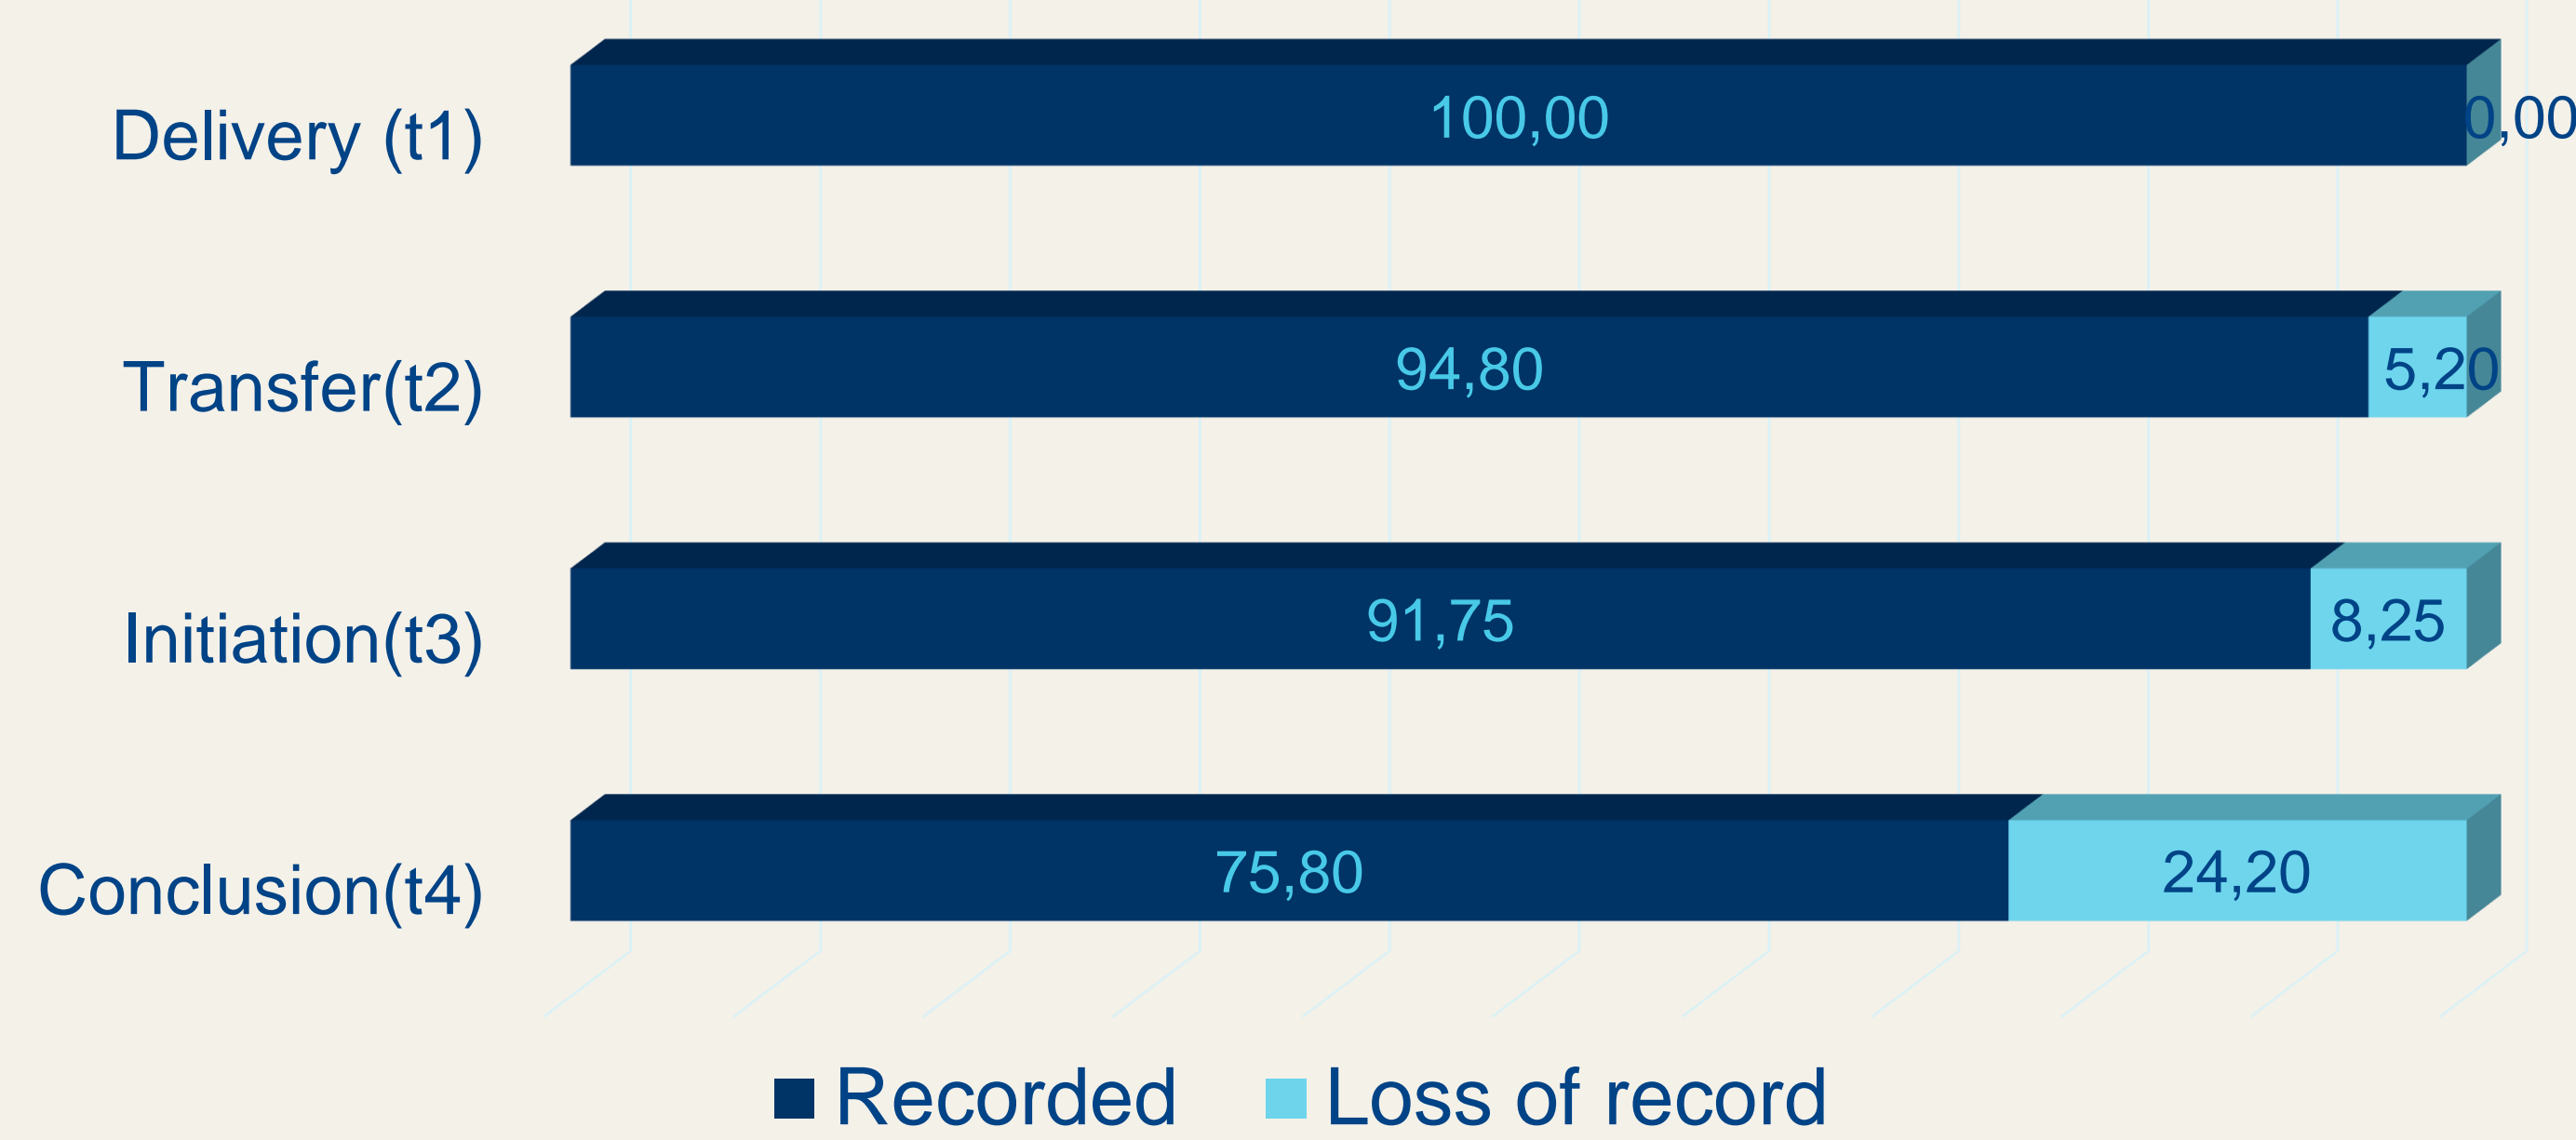 Delivery (t1) 100,00 0,00
Transfer(t2) 94,80 5,20
Initiation(t3) 91,75 8,25
Conclusion(t4) 75,80 24,20
Recorded Loss of record